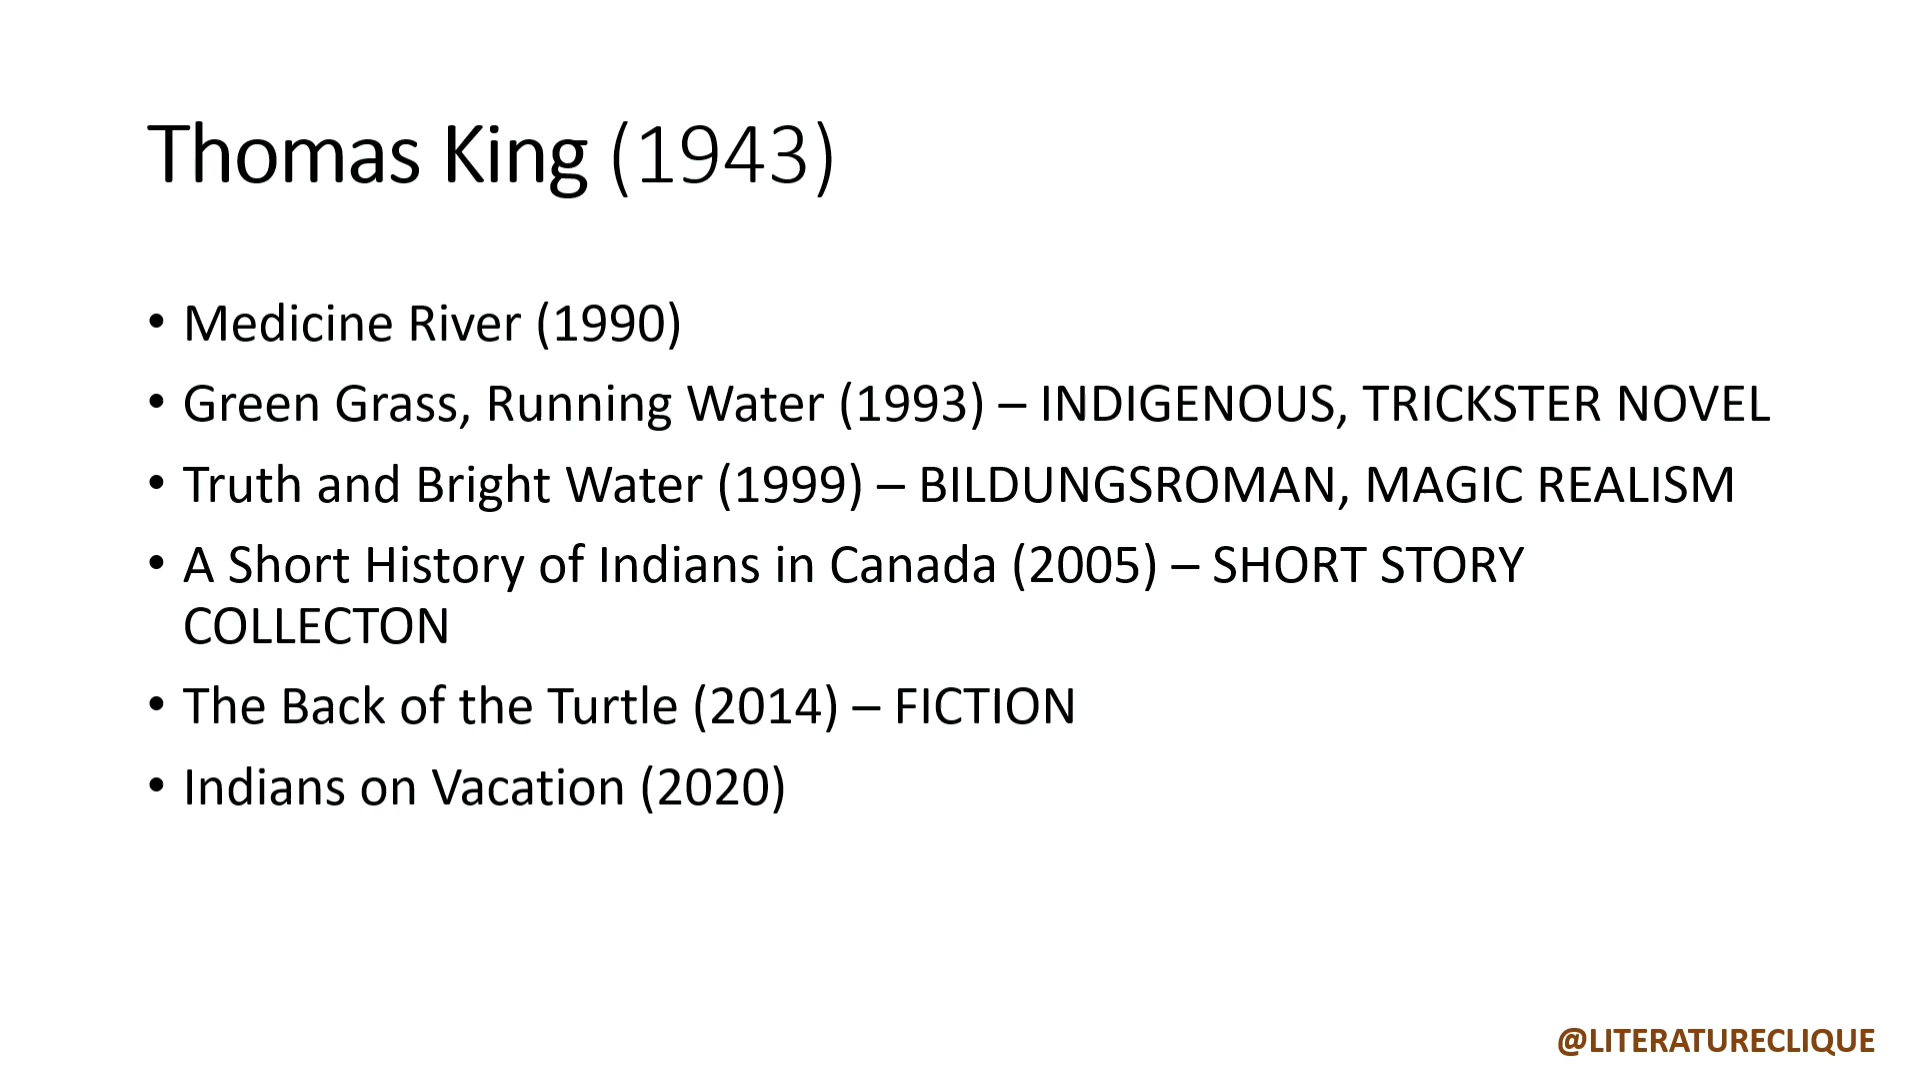 Thomas King (1943)
• Medicine River (1990)
• Green Grass, Running Water (1993) – INDIGENOUS, TRICKSTER NOVEL
• Truth and Bright Water (1999) – BILDUNGSROMAN, MAGIC REALISM
• A Short History of Indians in Canada (2005) – SHORT STORY
COLLECTON
• The Back of the Turtle (2014) – FICTION
• Indians on Vacation (2020)
@LITERATURECLIQUE